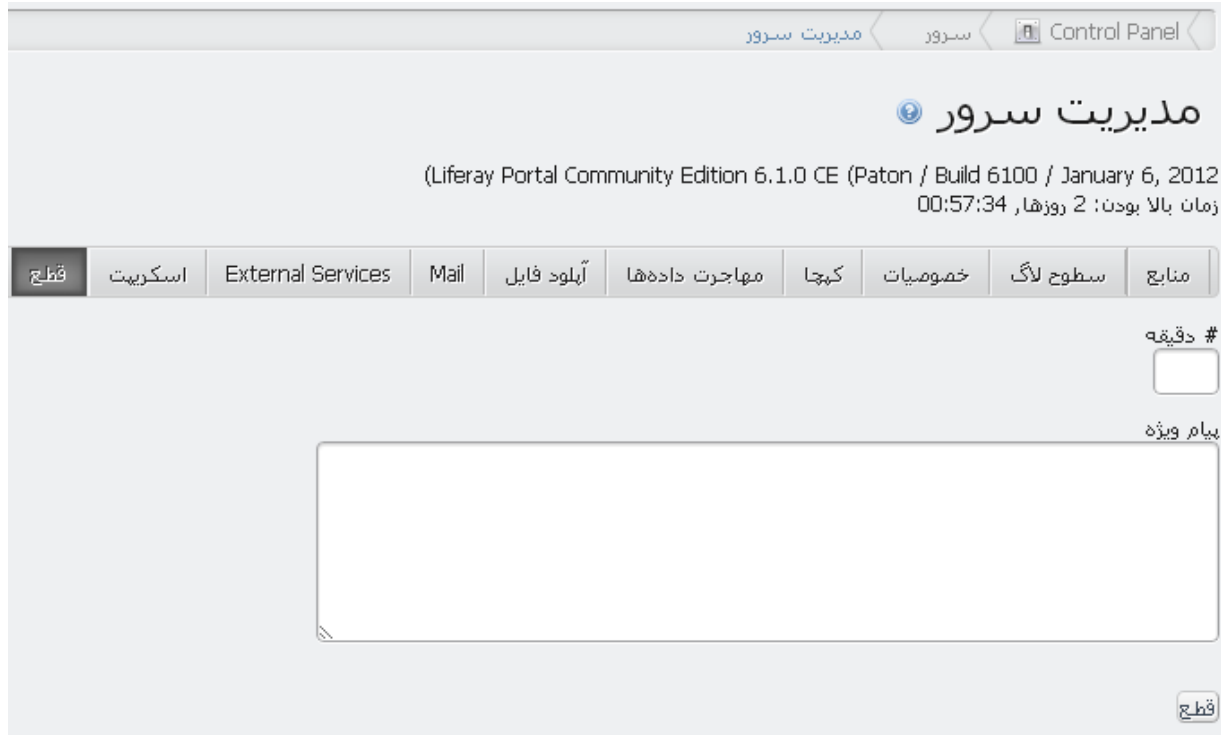 Control Panel سرور مدیریت سرور
مدیریت سرور
(Liferay Portal Community Edition 6.1.0 CE (Paton / Build 6100 / January 6, 2012
زمان بالا بودن: 2 روزها, 00:57:34
منابع سطوح لاگ خصوصیات کپچا مهاجرت داده‌ها آپلود فایل Mail External Services اسکریپت قطع
# دقیقه
پیام ویژه
قطع